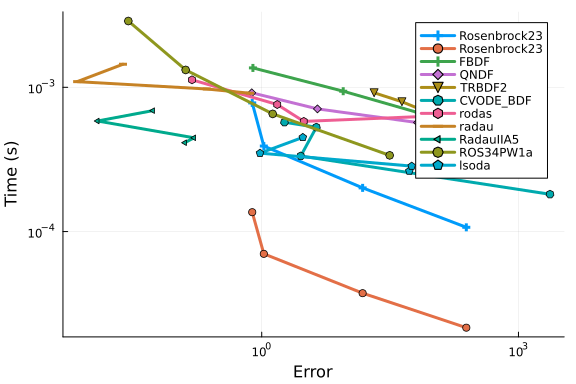 Time (s)
10⁻³
10⁻⁴
Rosenbrock23
Rosenbrock23
FBDF
QNDF
TRBDF2
CVODE_BDF
rodas
radau
RadauIIA5
ROS34PW1a
lsoda
10⁰
10³
Error